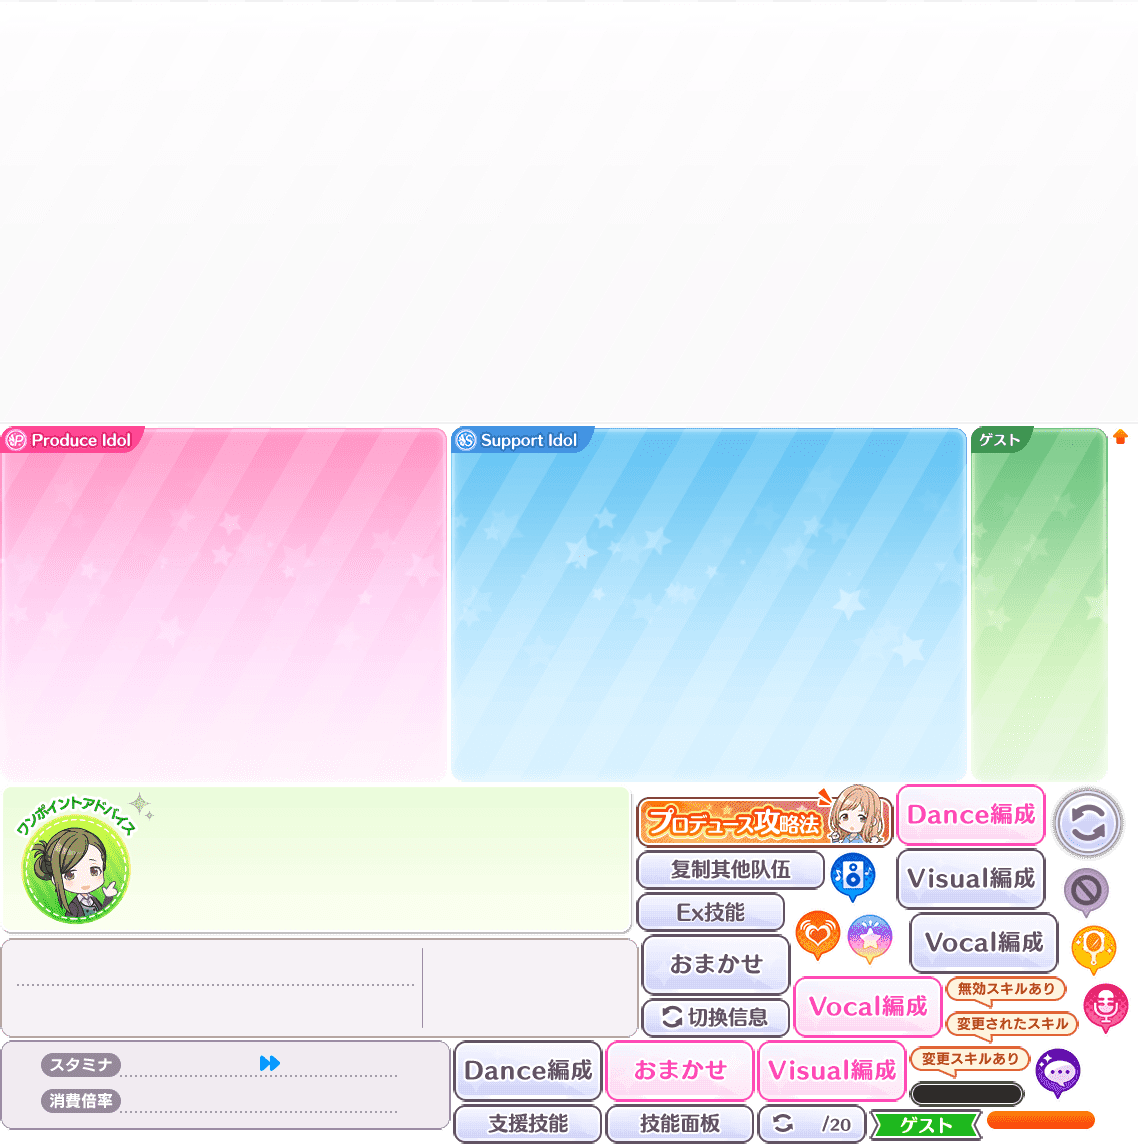 Produce Idol
Support Idol
ゲスト
ワンポイントアドバイス
プロデュース攻略法
Dance編成
复制其他队伍
Visual編成
Ex技能
Vocal編成
おまかせ
無効スキルあり
Vocal編成
切换信息
変更されたスキル
スタミナ
Dance編成
おまかせ
Visual編成
変更スキルあり
消費倍率
支援技能
技能面板
/20
ゲスト